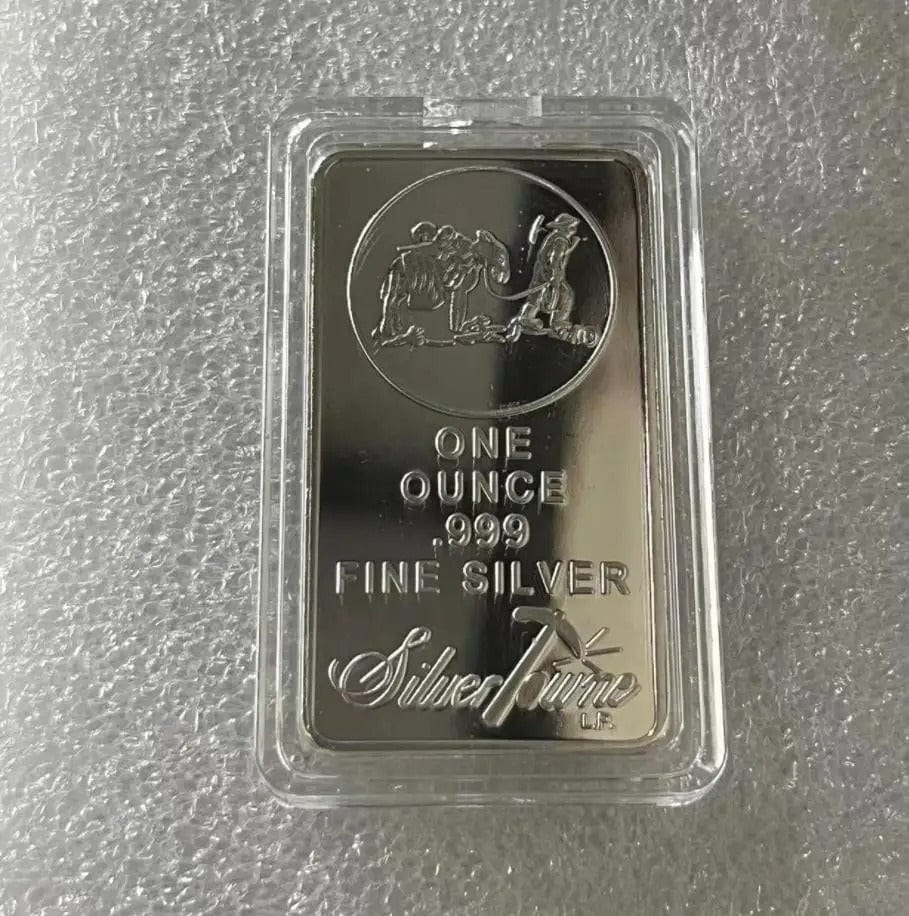 ONE
OUNCE
.999
FINE SILVER
SilverTowne
L.P.